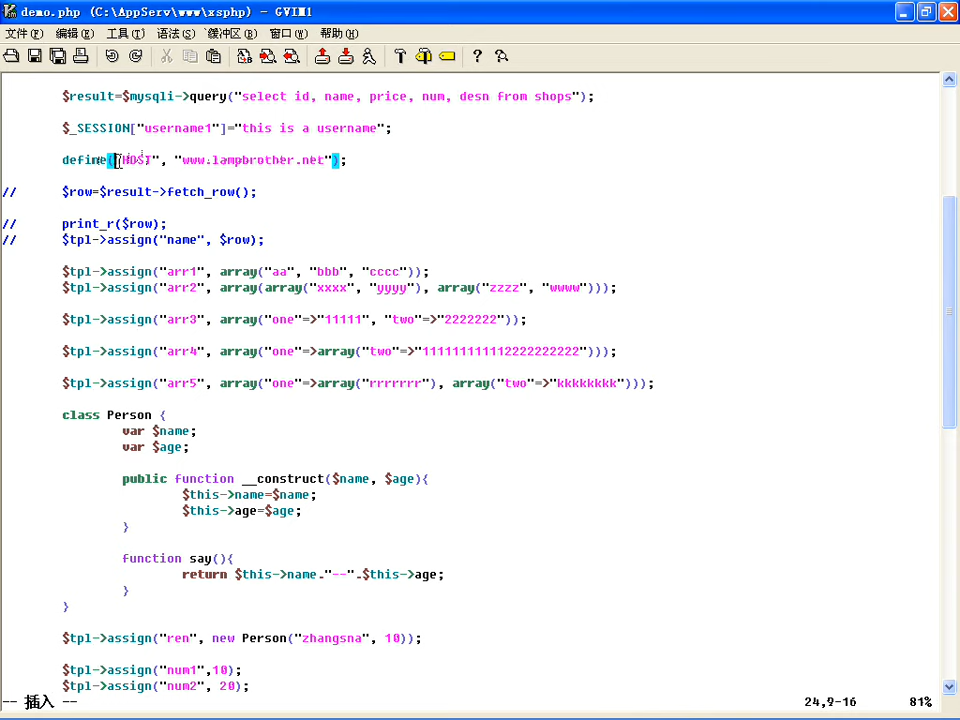 demo.php (C:\AppServ\www\xsphp) - GVIM1
文件(F) 编辑(E) 工具(T) 语法(S) 缓冲区(B) 窗口(W) 帮助(H)
$result=$mysqli->query("select id, name, price, num, desn from shops");
$_SESSION["username1"]="this is a username";
define("HOST", "www.lampbrother.net");
// $row=$result->fetch_row();
// print_r($row);
// $tpl->assign("name", $row);
$tpl->assign("arr1", array("aa", "bbb", "cccc"));
$tpl->assign("arr2", array(array("xxxx", "yyyy"), array("zzzz", "wwww")));
$tpl->assign("arr3", array("one"=>"11111", "two"=>"2222222"));
$tpl->assign("arr4", array("one"=>array("two"=>"111111111112222222222")));
$tpl->assign("arr5", array("one"=>array("rrrrrrr"), array("two"=>"kkkkkkkk")));
class Person {
var $name;
var $age;
public function __construct($name, $age){
$this->name=$name;
$this->age=$age;
}
function say(){
return $this->name."--".$this->age;
}
}
$tpl->assign("ren", new Person("zhangsna", 10));
$tpl->assign("num1",10);
$tpl->assign("num2", 20);
-- 插入 -- 24,9-16 81%